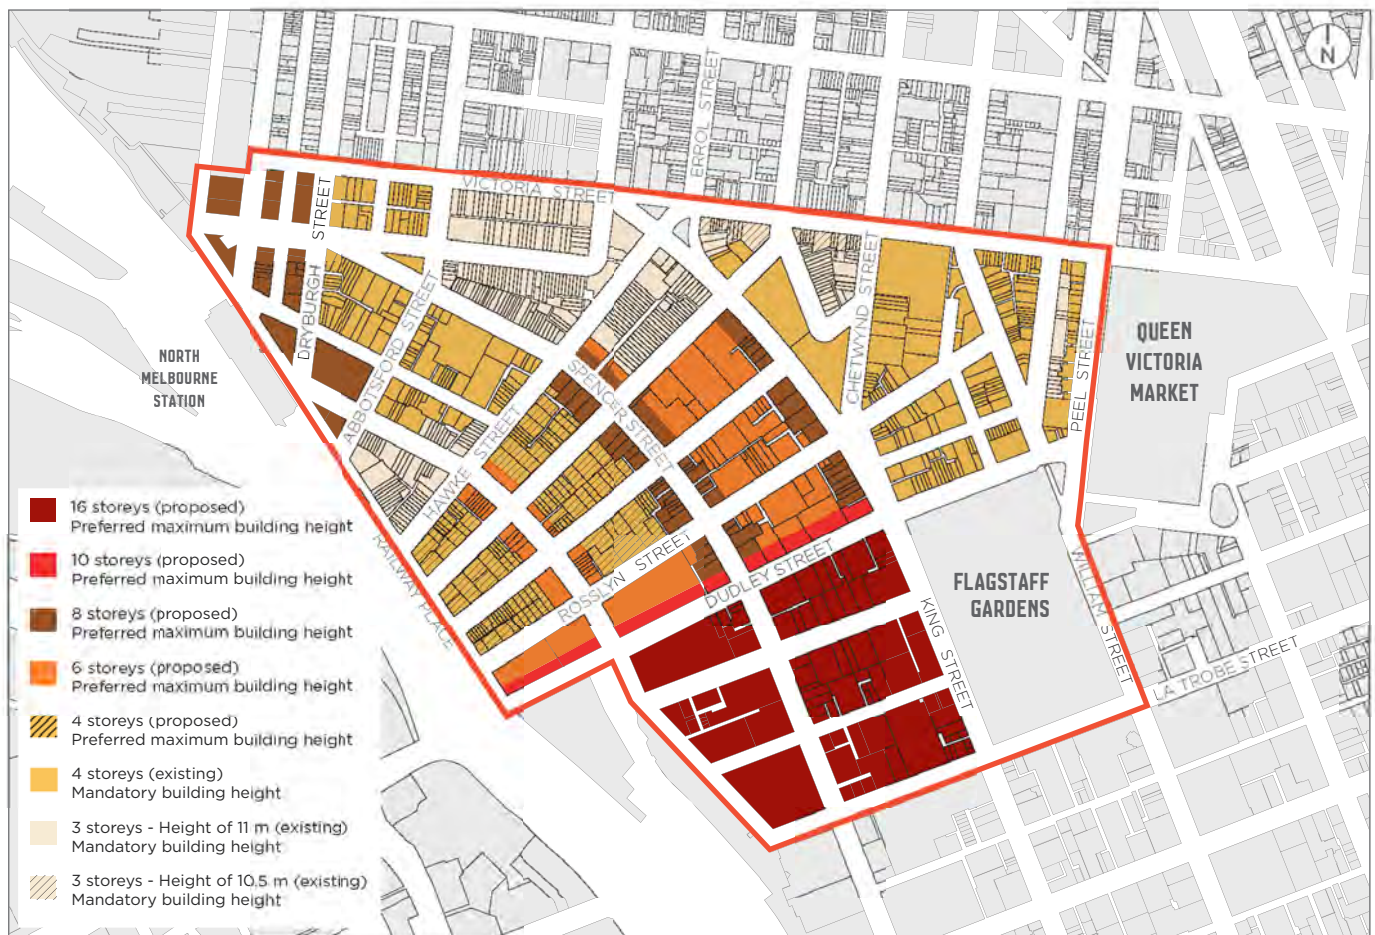 N
ERROL STREET
VICTORIA STREET
STREET
DRYBURGH
ABBOTSFORD STREET
CHETWYND STREET
PEEL STREET
QUEEN
VICTORIA
MARKET
NORTH
MELBOURNE
STATION
SPENCER STREET
HAWKE STREET
RAILWAY PLACE
ROSSLYN STREET
DUDLEY STREET
KING STREET
FLAGSTAFF
GARDENS
WILLIAM STREET
LA TROBE STREET
16 storeys (proposed)
Preferred maximum building height
10 storeys (proposed)
Preferred maximum building height
8 storeys (proposed)
Preferred maximum building height
6 storeys (proposed)
Preferred maximum building height
4 storeys (proposed)
Preferred maximum building height
4 storeys (existing)
Mandatory building height
3 storeys - Height of 11 m (existing)
Mandatory building height
3 storeys - Height of 10.5 m (existing)
Mandatory building height